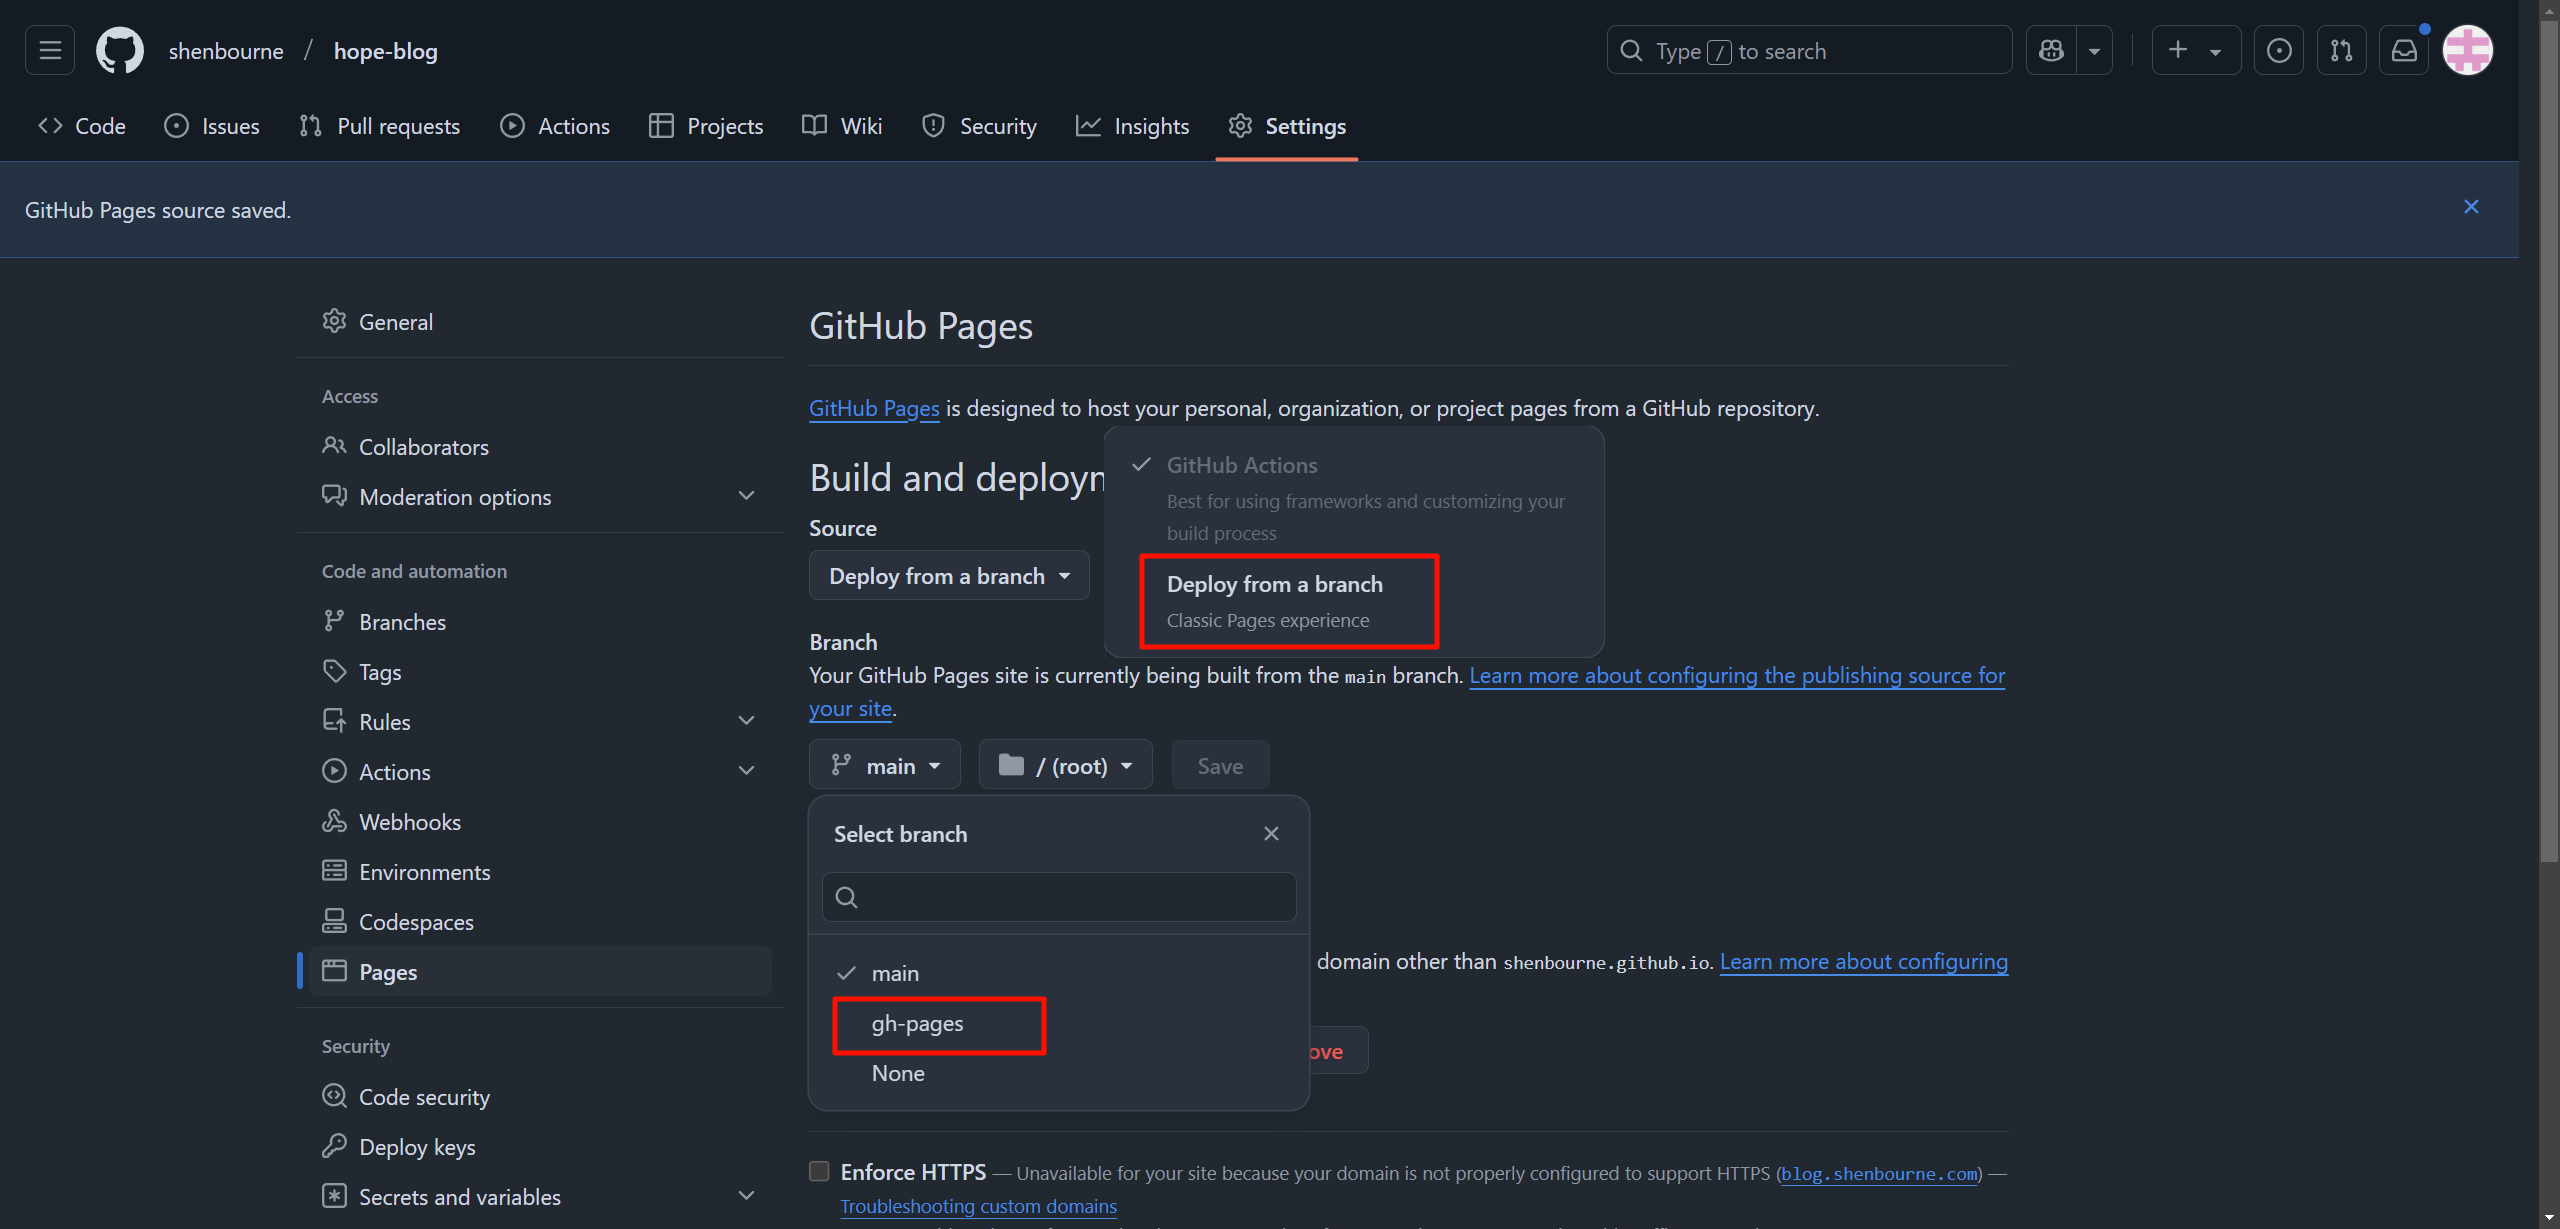 shenbourne / hope-blog
Type / to search
Code
Issues
Pull requests
Actions
Projects
Wiki
Security
Insights
Settings
GitHub Pages source saved.
General
Access
Collaborators
Moderation options
Code and automation
Branches
Tags
Rules
Actions
Webhooks
Environments
Codespaces
Pages
Security
Code security
Deploy keys
Secrets and variables
GitHub Pages
GitHub Pages is designed to host your personal, organization, or project pages from a GitHub repository.
Build and deploy
GitHub Actions
Best for using frameworks and customizing your
build process
Deploy from a branch
Classic Pages experience
Source
Deploy from a branch
Branch
Your GitHub Pages site is currently being built from the main branch. Learn more about configuring the publishing source for
your site.
main
/ (root)
Save
Select branch
main
gh-pages
None
domain other than shenbourne.github.io. Learn more about configuring
ove
Enforce HTTPS — Unavailable for your site because your domain is not properly configured to support HTTPS (blog.shenbourne.com) —
Troubleshooting custom domains